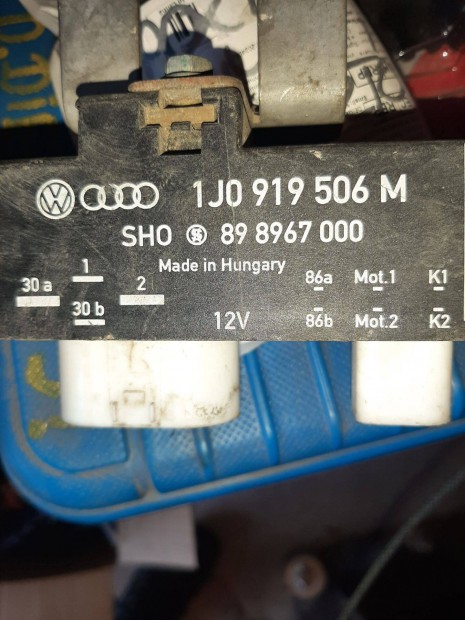 1J0 919 506 M
SHO 89 8967 000
Made in Hungary
30 a 1 2 86a Mot.1 K1
30 b 12V 86b Mot.2 K2